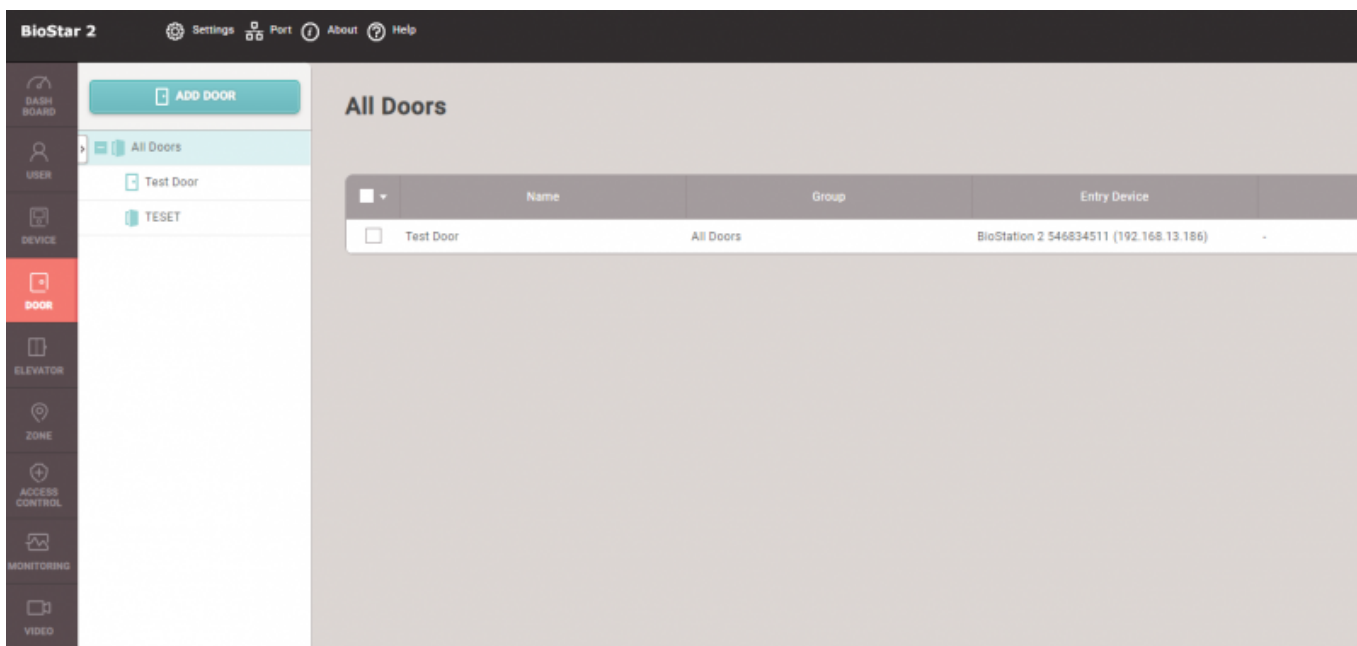 BioStar 2 Settings Port About Help
DASH
BOARD
USER
DEVICE
DOOR
ELEVATOR
ZONE
ACCESS
CONTROL
MONITORING
VIDEO
ADD DOOR
All Doors
Test Door
TESET
All Doors
Name Group Entry Device
Test Door All Doors BioStation 2 546834511 (192.168.13.186) -